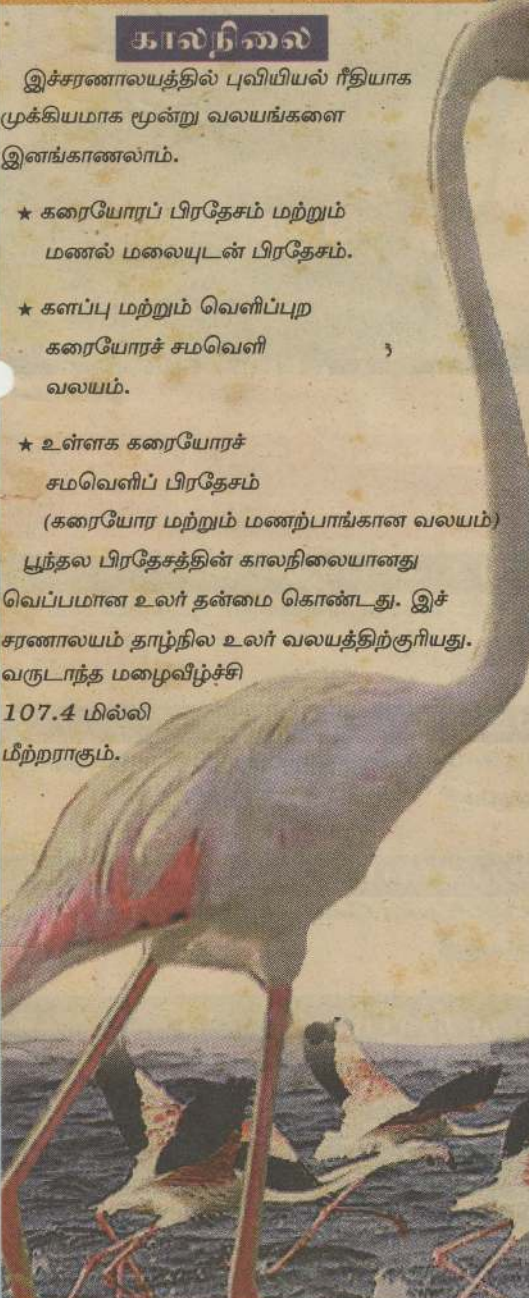 காலநிலை
இச்சரணாலயத்தில் புவியியல் ரீதியாக
முக்கியமாக மூன்று வலயங்களை
இனங்காணலாம்.
★ கரையோரப் பிரதேசம் மற்றும்
மணல் மலையுடன் பிரதேசம்.
★ களப்பு மற்றும் வெளிப்புற
கரையோரச் சமவெளி
வலயம்.
★ உள்ளக கரையோரச்
சமவெளிப் பிரதேசம்
(கரையோர மற்றும் மணற்பாங்கான வலயம்)
பூந்தல பிரதேசத்தின் காலநிலையானது
வெப்பமான உலர் தன்மை கொண்டது. இச்
சரணாலயம் தாழ்நில உலர் வலயத்திற்குரியது.
வருடாந்த மழைவீழ்ச்சி
107.4 மில்லி
மீற்றராகும்.